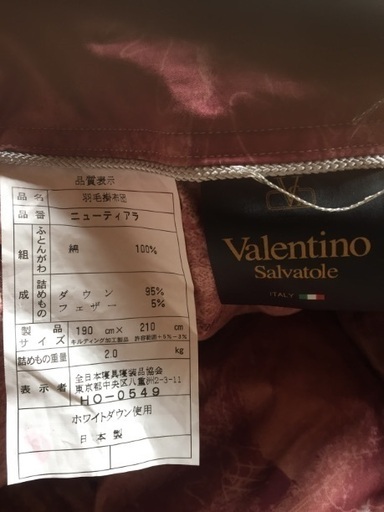 品質表示
品名 羽毛掛布団
品番 ニューティアラ
組成 ふとんがわ 綿 100%
詰めもの ダウン 95%
フェザー 5%
製品サイズ 190 cm× 210 cm
キルティング加工製品 許容範囲+5%-3%
詰めもの重量 2.0 kg
表示者 全日本寝具寝装品協会
東京都中央区八重洲2-3-11
HO-0549
ホワイトダウン使用
日本製
Valentino
Salvatole
ITALY